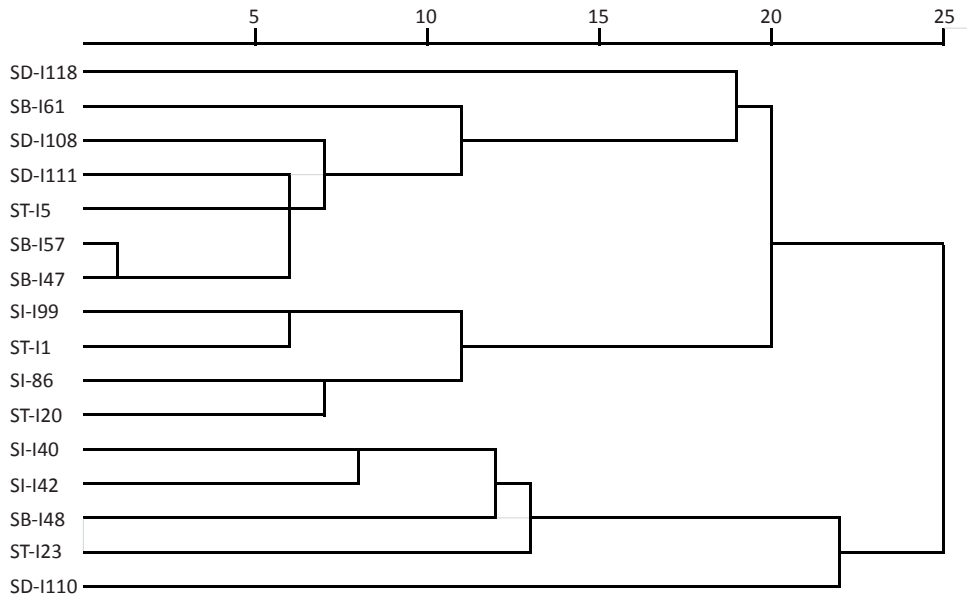 5 10 15 20 25
SD-I118
SB-I61
SD-I108
SD-I111
ST-I5
SB-I57
SB-I47
SI-I99
ST-I1
SI-86
ST-I20
SI-I40
SI-I42
SB-I48
ST-I23
SD-I110